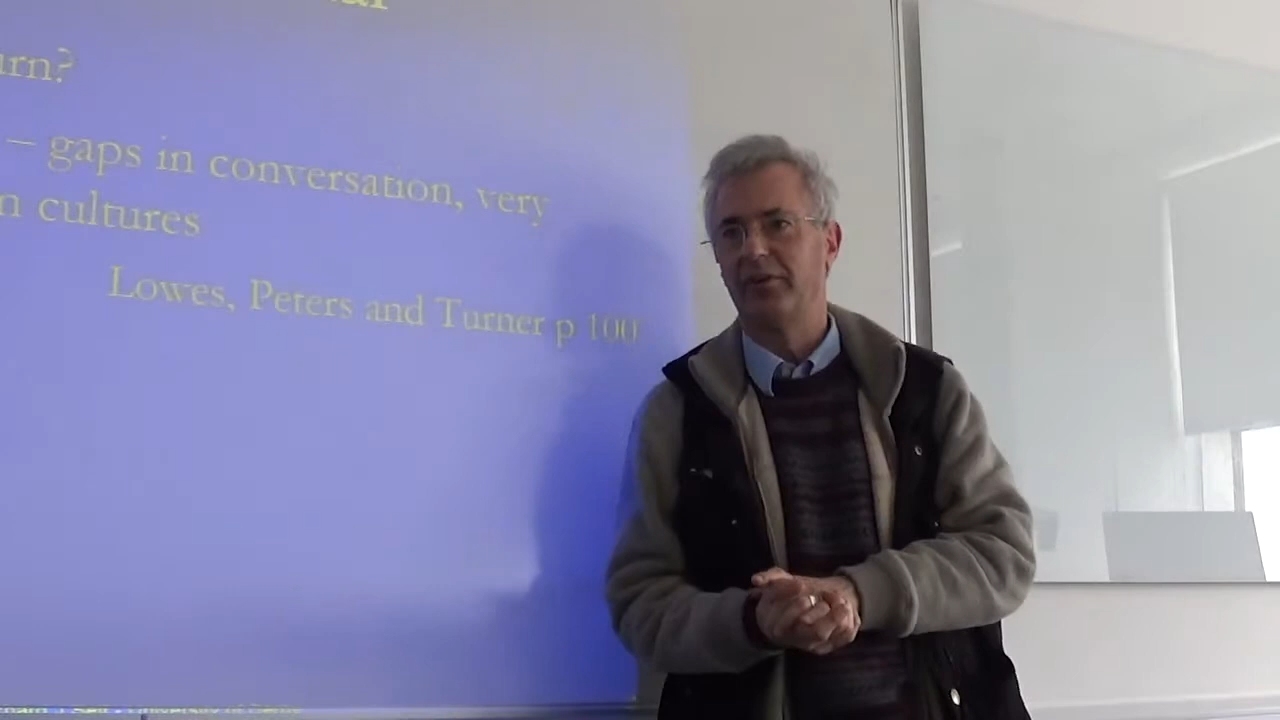 urn?
– gaps in conversation, very
n cultures
Lowes, Peters and Turner p 100